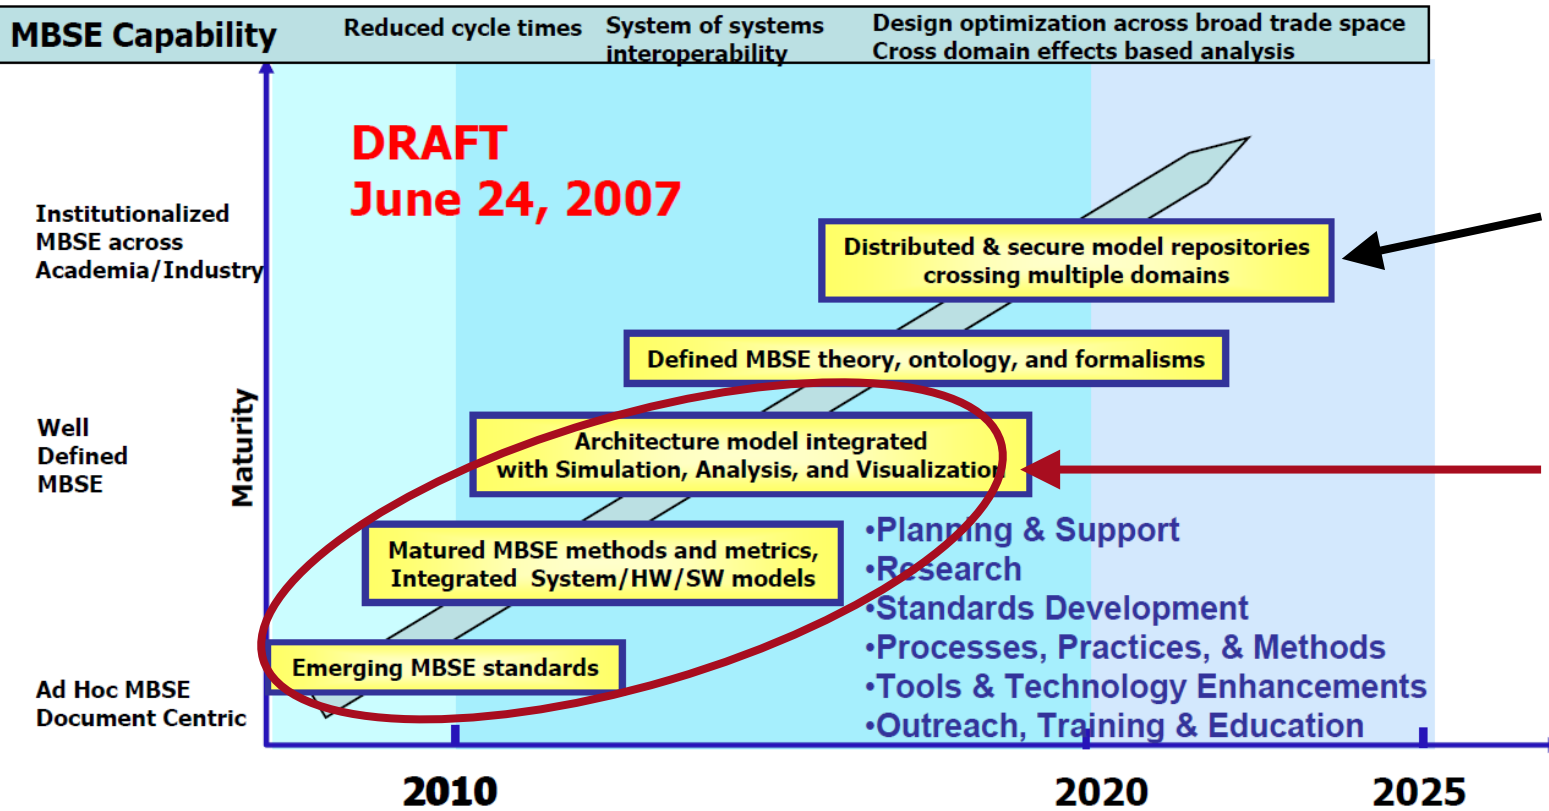 MBSE Capability
Reduced cycle times
System of systems
interoperability
Design optimization across broad trade space
Cross domain effects based analysis
DRAFT
June 24, 2007
Institutionalized
MBSE across
Academia/Industry
Distributed & secure model repositories
crossing multiple domains
Defined MBSE theory, ontology, and formalisms
Maturity
Well
Defined
MBSE
Architecture model integrated
with Simulation, Analysis, and Visualization
Matured MBSE methods and metrics,
Integrated System/HW/SW models
•Planning & Support
•Research
•Standards Development
•Processes, Practices, & Methods
•Tools & Technology Enhancements
•Outreach, Training & Education
Emerging MBSE standards
Ad Hoc MBSE
Document Centric
2010
2020
2025